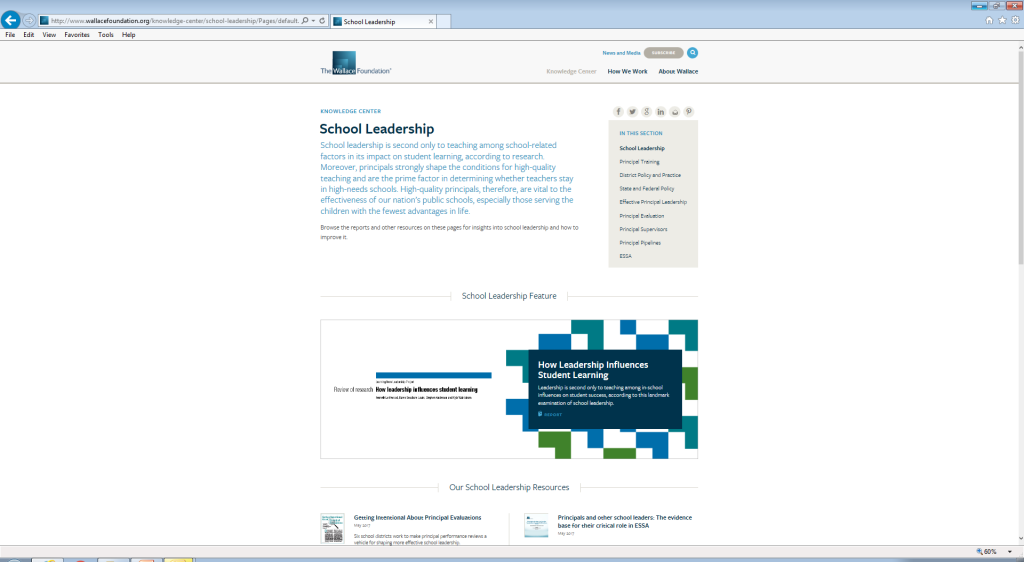 http://www.wallacefoundation.org/knowledge-center/school-leadership/Pages/default.
School Leadership
File Edit View Favorites Tools Help
News and Media SUBSCRIBE
The Wallace Foundation®
Knowledge Center How We Work About Wallace
KNOWLEDGE CENTER
School Leadership
School leadership is second only to teaching among school-related
factors in its impact on student learning, according to research.
Moreover, principals strongly shape the conditions for high-quality
teaching and are the prime factor in determining whether teachers stay
in high-needs schools. High-quality principals, therefore, are vital to the
effectiveness of our nation's public schools, especially those serving the
children with the fewest advantages in life.
Browse the reports and other resources on these pages for insights into school leadership and how to
improve it.
IN THIS SECTION
School Leadership
Principal Training
District Policy and Practice
State and Federal Policy
Effective Principal Leadership
Principal Evaluation
Principal Supervisors
Principal Pipelines
ESSA
School Leadership Feature
Review of research How leadership influences student learning
How Leadership Influences
Student Learning
Leadership is second only to teaching among in school
influences on student success, according to this landmark
examination of school leadership.
REPORT
Our School Leadership Resources
Getting Intentional About Principal Evaluations
May 2017
Six school districts work to make principal performance reviews a
vehicle for shaping more effective school leadership.
Principals and other school leaders: The evidence
base for their critical role in ESSA
May 2017
60%